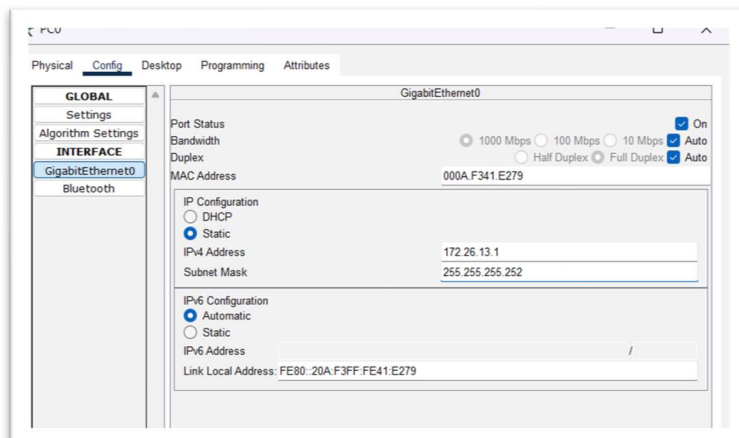 PC0
Physical Config Desktop Programming Attributes
GLOBAL
Settings
Algorithm Settings
INTERFACE
GigabitEthernet0
Bluetooth
GigabitEthernet0
Port Status On
Bandwidth 1000 Mbps 100 Mbps 10 Mbps Auto
Duplex Half Duplex Full Duplex Auto
MAC Address 000A.F341.E279
IP Configuration
DHCP
Static
IPv4 Address 172.26.13.1
Subnet Mask 255.255.255.252
IPv6 Configuration
Automatic
Static
IPv6 Address /
Link Local Address: FE80::20A:F3FF:FE41:E279